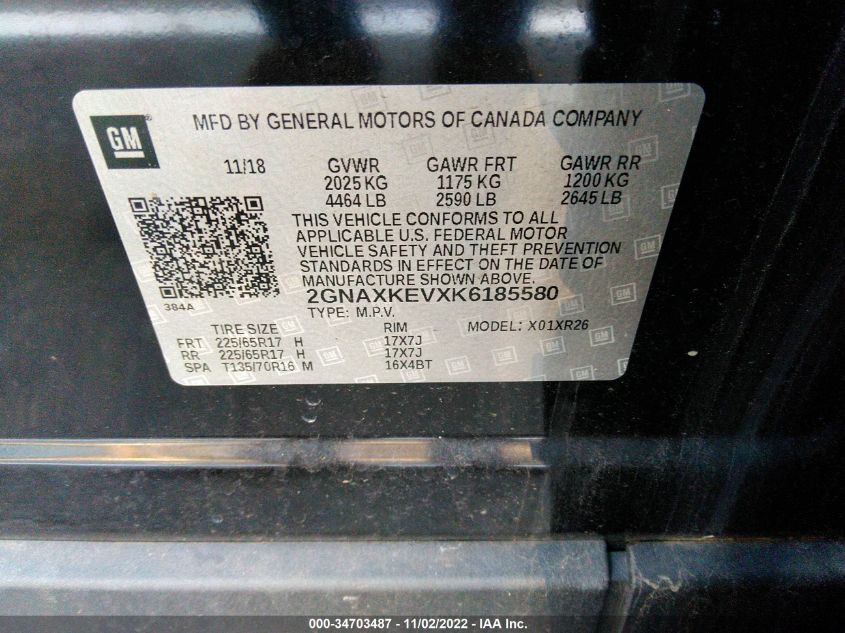 GM
MFD BY GENERAL MOTORS OF CANADA COMPANY
11/18 GVWR GAWR FRT GAWR RR
2025 KG 1175 KG 1200 KG
4464 LB 2590 LB 2645 LB
THIS VEHICLE CONFORMS TO ALL
APPLICABLE U.S. FEDERAL MOTOR
VEHICLE SAFETY AND THEFT PREVENTION
STANDARDS IN EFFECT ON THE DATE OF
MANUFACTURE SHOWN ABOVE.
384A
2GNAXKEVXK6185580
TYPE: M.P.V.
TIRE SIZE RIM MODEL: X01XR26
FRT 225/65R17 H 17X7J
RR 225/65R17 H 17X7J
SPA T135/70R16 M 16X4BT
000-34703487 - 11/02/2022 - IAA Inc.